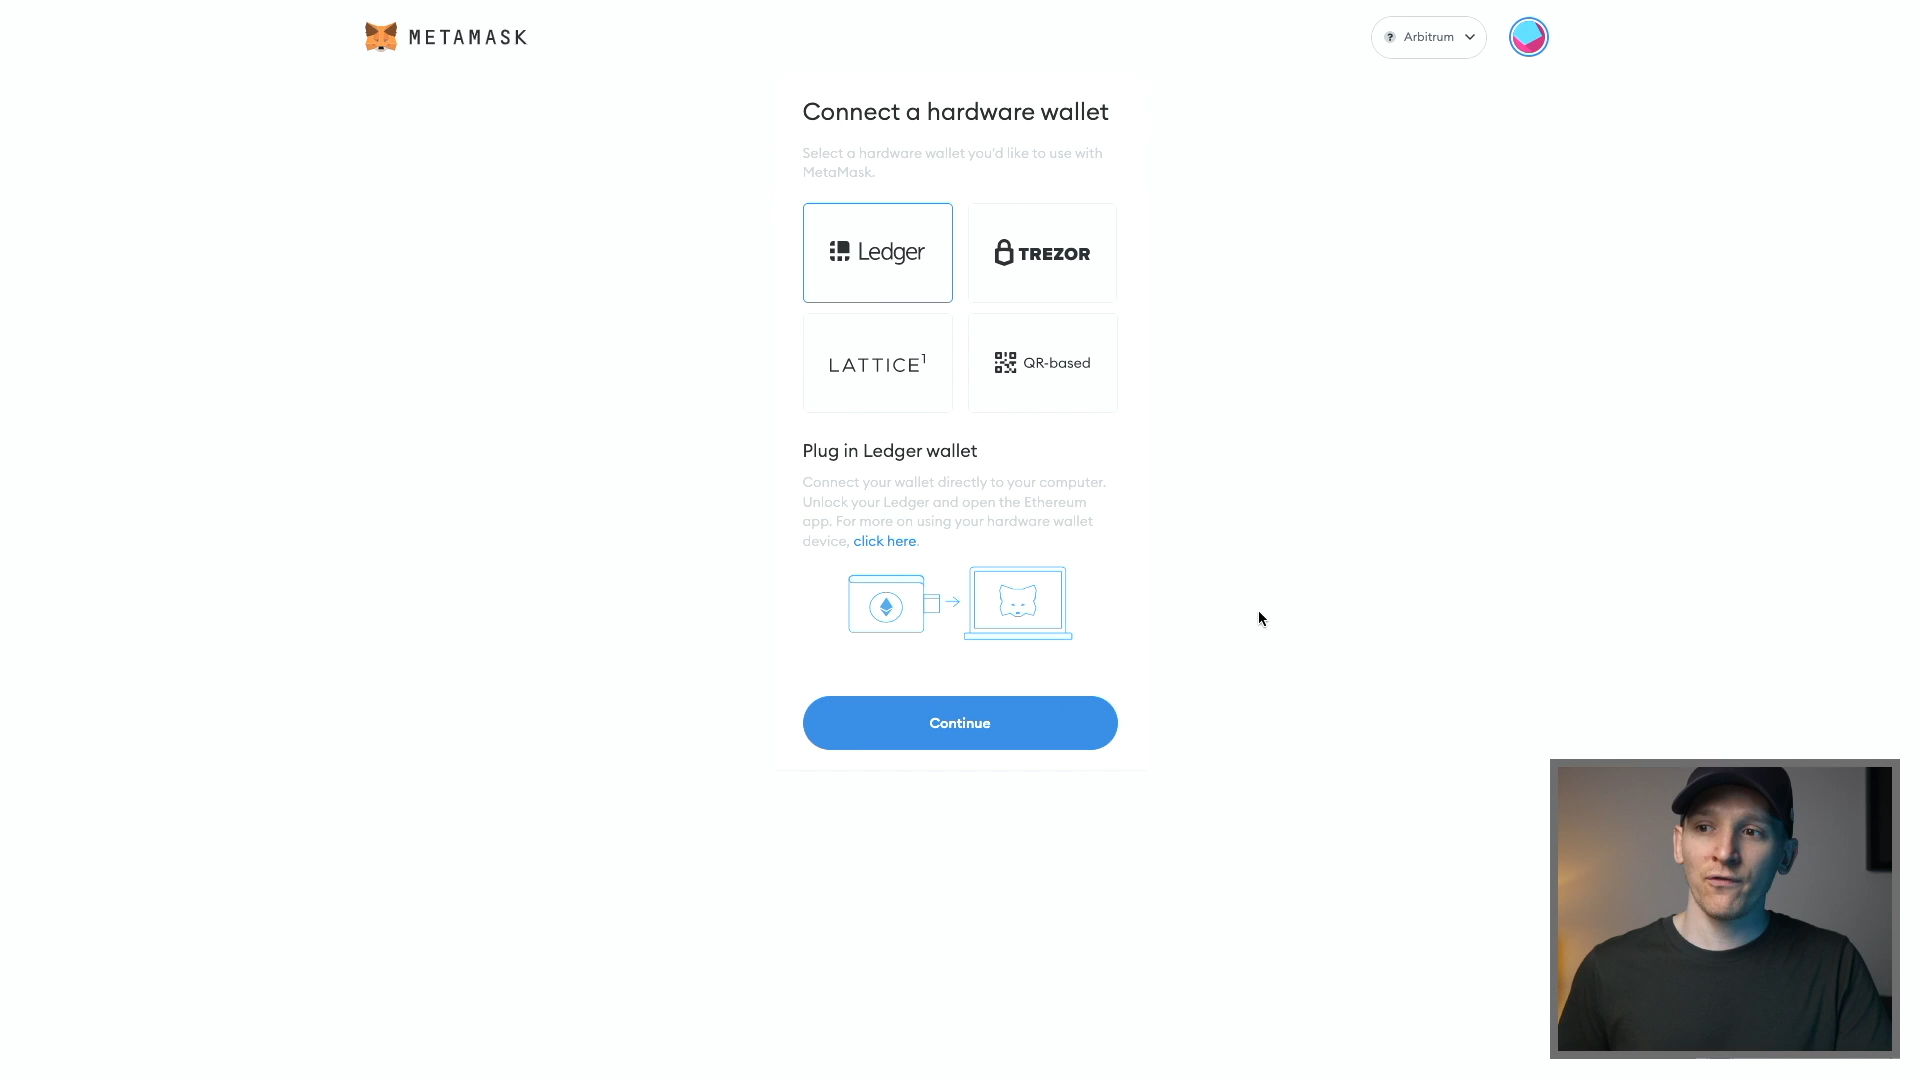 METAMASK
? Arbitrum
Connect a hardware wallet
Select a hardware wallet you'd like to use with
MetaMask.
Ledger
TREZOR
LATTICE1
QR-based
Plug in Ledger wallet
Connect your wallet directly to your computer.
Unlock your Ledger and open the Ethereum
app. For more on using your hardware wallet
device, click here.
Continue